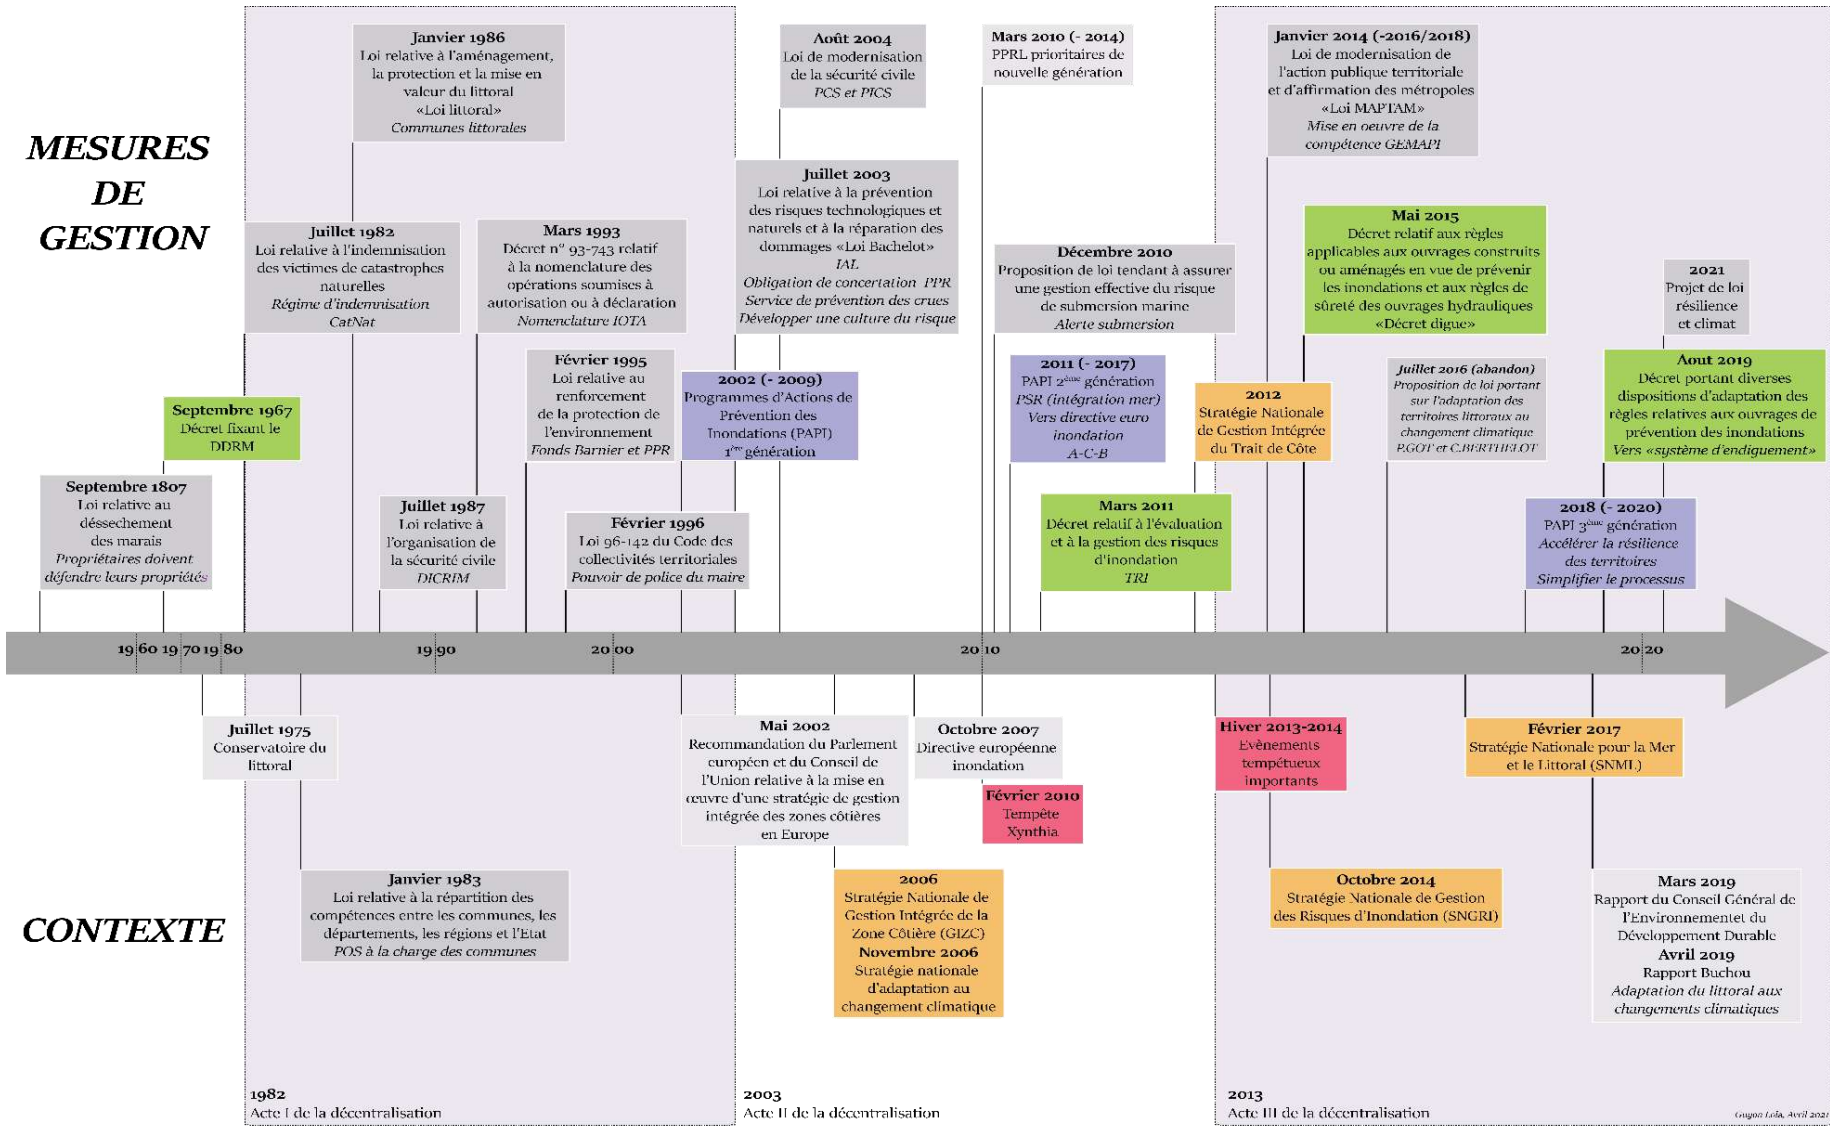 MESURES
DE
GESTION
Janvier 1986
Loi relative à l'aménagement,
la protection et la mise en
valeur du littoral
«Loi littoral»
Communes littorales
Août 2004
Loi de modernisation
de la sécurité civile
PCS et PICS
Mars 2010 (- 2014)
PPRL prioritaires de
nouvelle génération
Janvier 2014 (-2016/2018)
Loi de modernisation de
l'action publique territoriale
et d'affirmation des métropoles
«Loi MAPTAM»
Mise en oeuvre de la
compétence GEMAPI
Juillet 1982
Loi relative à l'indemnisation
des victimes de catastrophes
naturelles
Régime d'indemnisation
CatNat
Mars 1993
Décret n° 93-743 relatif
à la nomenclature des
opérations soumises à
autorisation ou à déclaration
Nomenclature IOTA
Juillet 2003
Loi relative à la prévention
des risques technologiques et
naturels et à la réparation des
dommages «Loi Bachelot»
IAL
Obligation de concertation PPR
Service de prévention des crues
Développer une culture du risque
Décembre 2010
Proposition de loi tendant à assurer
une gestion effective du risque
de submersion marine
Alerte submersion
Mai 2015
Décret relatif aux règles
applicables aux ouvrages construits
ou aménagés en vue de prévenir
les inondations et aux règles de
sûreté des ouvrages hydrauliques
«Décret digue»
2021
Projet de loi
résilience
et climat
Septembre 1967
Décret fixant le
DDRM
Février 1995
Loi relative au
renforcement
de la protection de
l'environnement
Fonds Barnier et PPR
2002 (- 2009)
Programmes d'Actions de
Prévention des
Inondations (PAPI)
1ère génération
2011 (- 2017)
PAPI 2ème génération
PSR (intégration mer)
Vers directive euro
inondation
A-C-B
2012
Stratégie Nationale
de Gestion Intégrée
du Trait de Côte
Juillet 2016 (abandon)
Proposition de loi portant
sur l'adaptation des
territoires littoraux au
changement climatique
P.GOT et C.BERTHELOT
Aout 2019
Décret portant diverses
dispositions d'adaptation des
règles relatives aux ouvrages de
prévention des inondations
Vers «système d'endiguement»
Septembre 1807
Loi relative au
déssechement
des marais
Propriétaires doivent
défendre leurs propriétés
Juillet 1987
Loi relative à
l'organisation de
la sécurité civile
DICRIM
Février 1996
Loi 96-142 du Code des
collectivités territoriales
Pouvoir de police du maire
Mars 2011
Décret relatif à l'évaluation
et à la gestion des risques
d'inondation
TRI
2018 (- 2020)
PAPI 3ème génération
Accélérer la résilience
des territoires
Simplifier le processus
1960 1970 1980 1990 2000 2010 2020
Juillet 1975
Conservatoire du
littoral
Mai 2002
Recommandation du Parlement
européen et du Conseil de
l'Union relative à la mise en
œuvre d'une stratégie de gestion
intégrée des zones côtières
en Europe
Octobre 2007
Directive européenne
inondation
Février 2010
Tempête
Xynthia
Hiver 2013-2014
Evènements
tempétueux
importants
Février 2017
Stratégie Nationale pour la Mer
et le Littoral (SNML)
CONTEXTE
Janvier 1983
Loi relative à la répartition des
compétences entre les communes, les
départements, les régions et l'Etat
POS à la charge des communes
2006
Stratégie Nationale de
Gestion Intégrée de la
Zone Côtière (GIZC)
Novembre 2006
Stratégie nationale
d'adaptation au
changement climatique
Octobre 2014
Stratégie Nationale de Gestion
des Risques d'Inondation (SNGRI)
Mars 2019
Rapport du Conseil Général de
l'Environnementet du
Développement Durable
Avril 2019
Rapport Buchou
Adaptation du littoral aux
changements climatiques
1982
Acte I de la décentralisation
2003
Acte II de la décentralisation
2013
Acte III de la décentralisation
Guyon Lola, Avril 2021